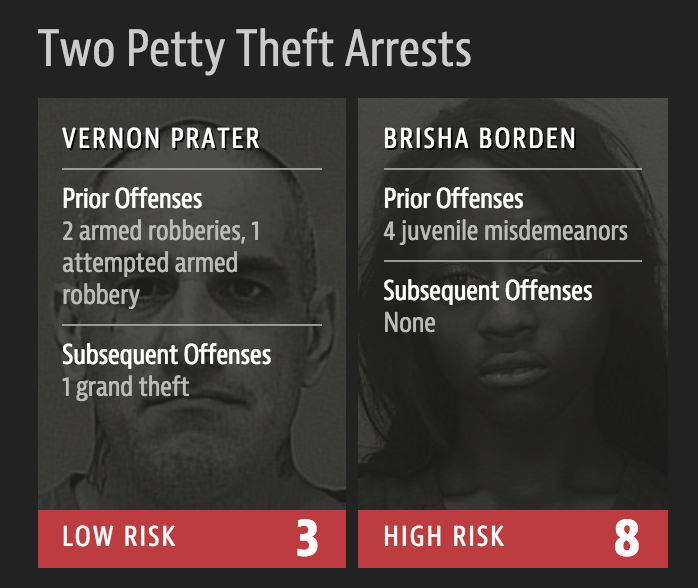 Two Petty Theft Arrests
VERNON PRATER
Prior Offenses
2 armed robberies, 1
attempted armed
robbery
Subsequent Offenses
1 grand theft
LOW RISK 3
BRISHA BORDEN
Prior Offenses
4 juvenile misdemeanors
Subsequent Offenses
None
HIGH RISK 8